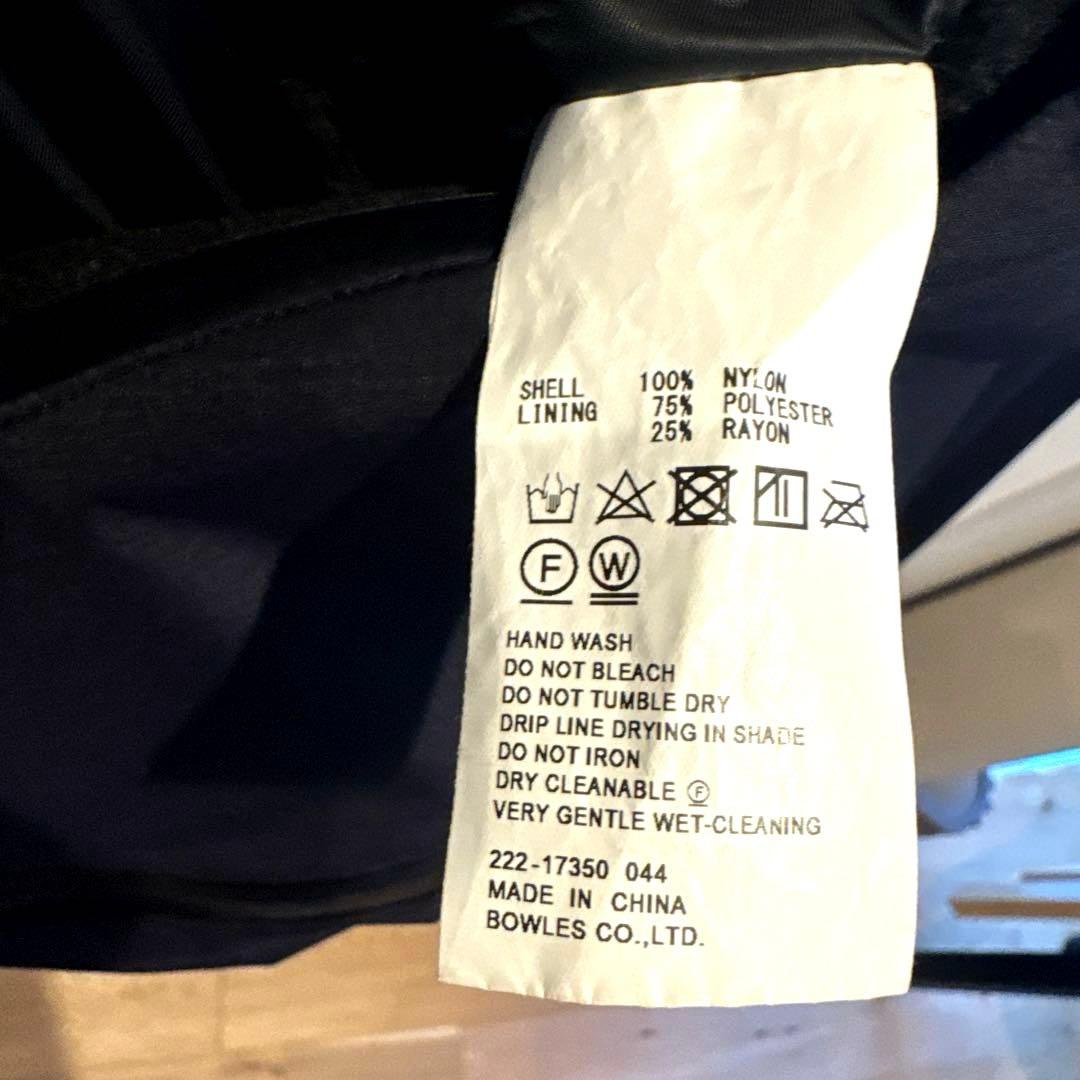 SHELL 100% NYLON
LINING 75% POLYESTER
25% RAYON
F W
HAND WASH
DO NOT BLEACH
DO NOT TUMBLE DRY
DRIP LINE DRYING IN SHADE
DO NOT IRON
DRY CLEANABLE Ⓕ
VERY GENTLE WET-CLEANING
222-17350 044
MADE IN CHINA
BOWLES CO.,LTD.